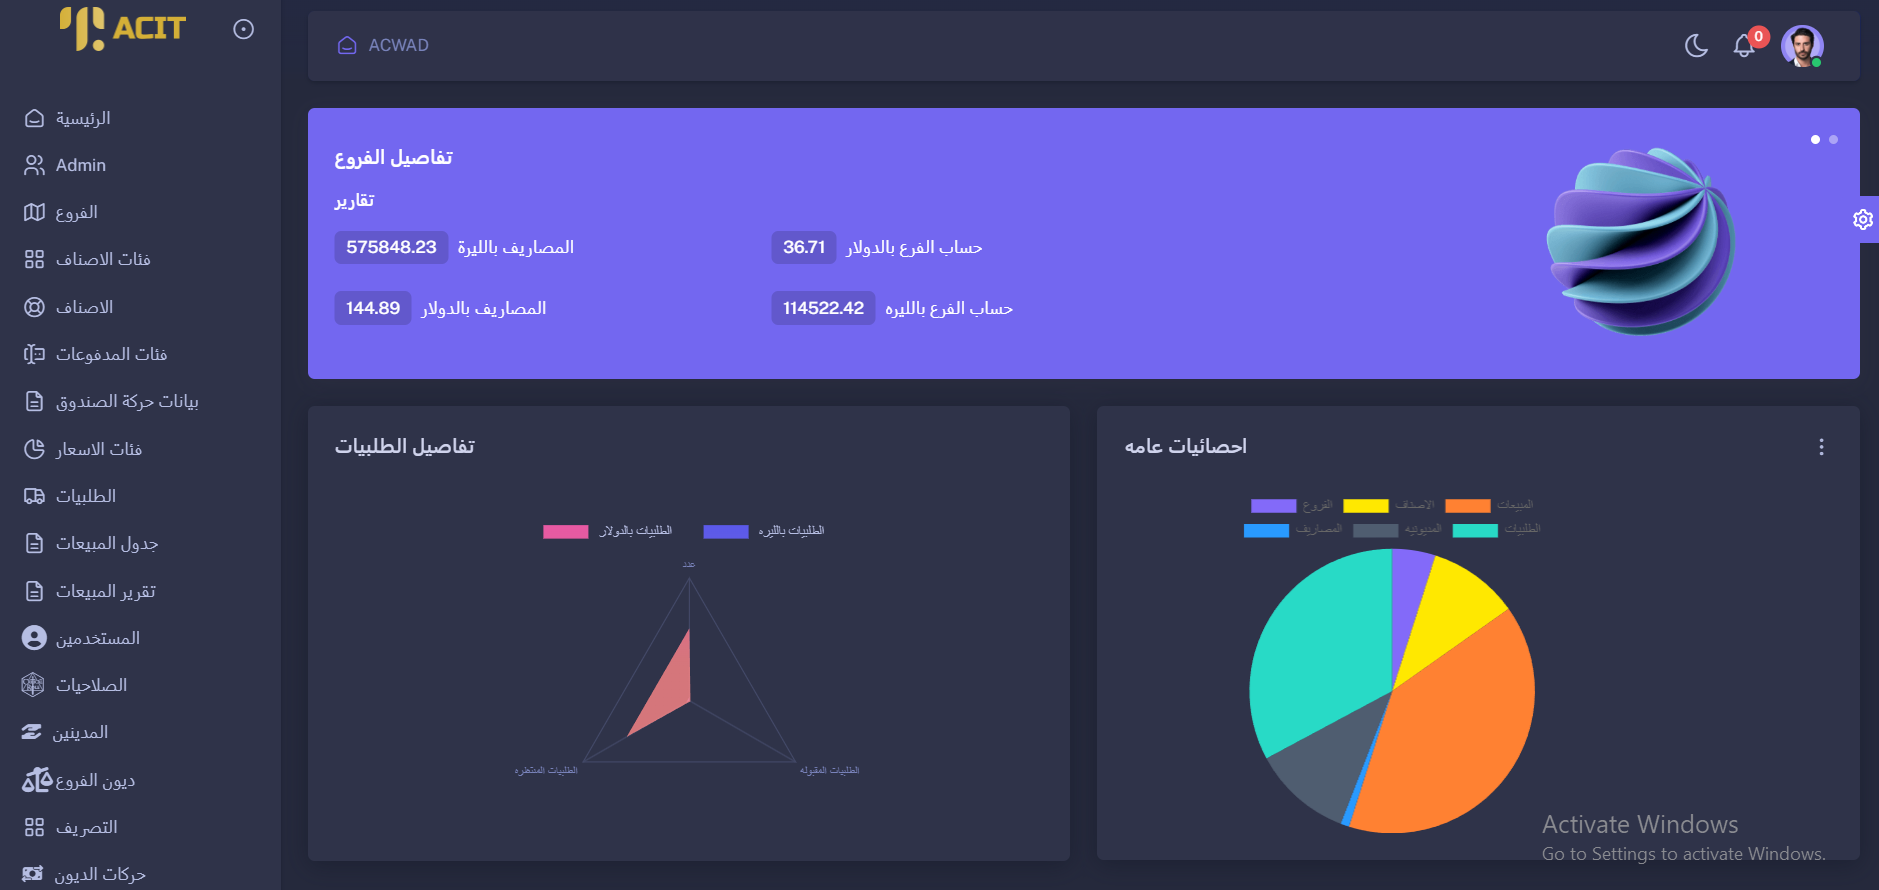 ACIT
الرئيسية
Admin
الفروع
فئات الاصناف
الاصناف
فئات المدفوعات
بيانات حركة الصندوق
فئات الاسعار
الطلبيات
جدول المبيعات
تقرير المبيعات
المستخدمين
الصلاحيات
المدينين
ديون الفروع
التصريف
حركات الديون
ACWAD
0
تفاصيل الفروع
تقارير
575848.23 المصاريف بالليرة
36.71 حساب الفرع بالدولار
144.89 المصاريف بالدولار
114522.42 حساب الفرع بالليره
تفاصيل الطلبيات
الطلبيات بالدولار
الطلبيات بالليره
عدد
الطلبيات المنتظره
الطلبيات المقبوله
احصائيات عامه
الفروع
الاصناف
المبيعات
المصاريف
المديونيه
الطلبيات
Activate Windows
Go to Settings to activate Windows.